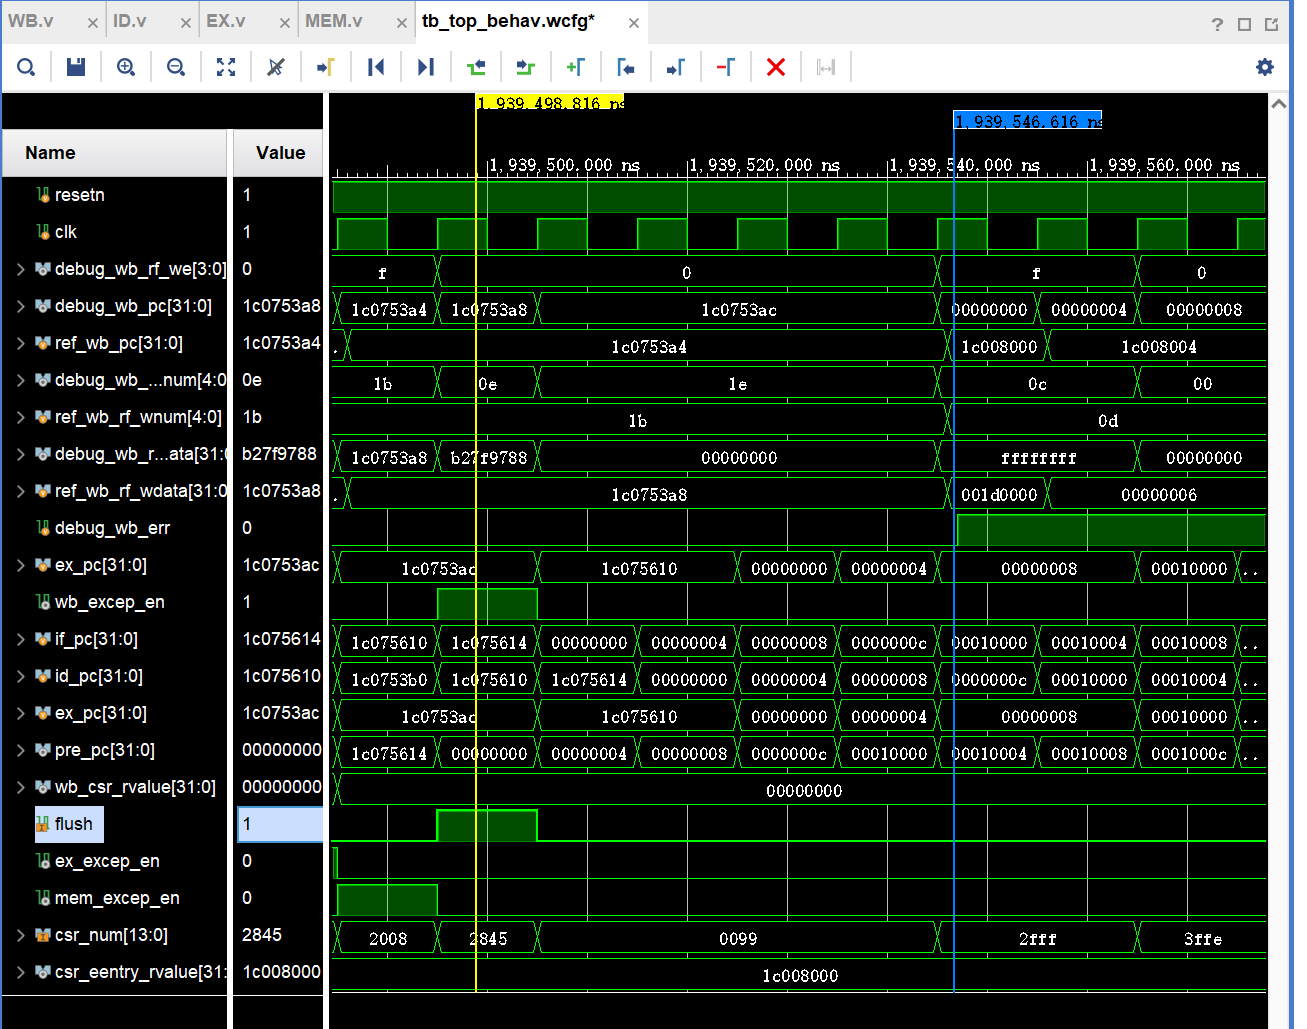 WB.v × ID.v × EX.v × MEM.v × tb_top_behav.wcfg* ×
?
1,939,498.816 ns
1,939,546.616 ns
Name Value
1,939,500.000 ns 1,939,520.000 ns 1,939,540.000 ns 1,939,560.000 ns
resetn 1
clk 1
debug_wb_rf_we[3:0] 0 f 0 f 0
debug_wb_pc[31:0] 1c0753a8 1c0753a4 1c0753a8 1c0753ac 00000000 00000004 00000008
ref_wb_pc[31:0] 1c0753a4 . 1c0753a4 1c008000 1c008004
debug_wb_...num[4:0 0e 1b 0e 1e 0c 00
ref_wb_rf_wnum[4:0] 1b 1b 0d
debug_wb_r...ata[31:0 b27f9788 1c0753a8 b27f9788 00000000 ffffffff 00000000
ref_wb_rf_wdata[31:0 1c0753a8 . 1c0753a8 001d0000 00000006
debug_wb_err 0
ex_pc[31:0] 1c0753ac 1c0753ac 1c075610 00000000 00000004 00000008 00010000 ..
wb_excep_en 1
if_pc[31:0] 1c075614 1c075610 1c075614 00000000 00000004 00000008 0000000c 00010000 00010004 00010008 ..
id_pc[31:0] 1c075610 1c0753b0 1c075610 1c075614 00000000 00000004 00000008 0000000c 00010000 00010004 ..
ex_pc[31:0] 1c0753ac 1c0753ac 1c075610 00000000 00000004 00000008 00010000 ..
pre_pc[31:0] 00000000 1c075614 00000000 00000004 00000008 0000000c 00010000 00010004 00010008 0001000c ..
wb_csr_rvalue[31:0] 00000000 00000000
flush 1
ex_excep_en 0
mem_excep_en 0
csr_num[13:0] 2845 2008 2845 0099 2fff 3ffe
csr_eentry_rvalue[31: 1c008000 1c008000